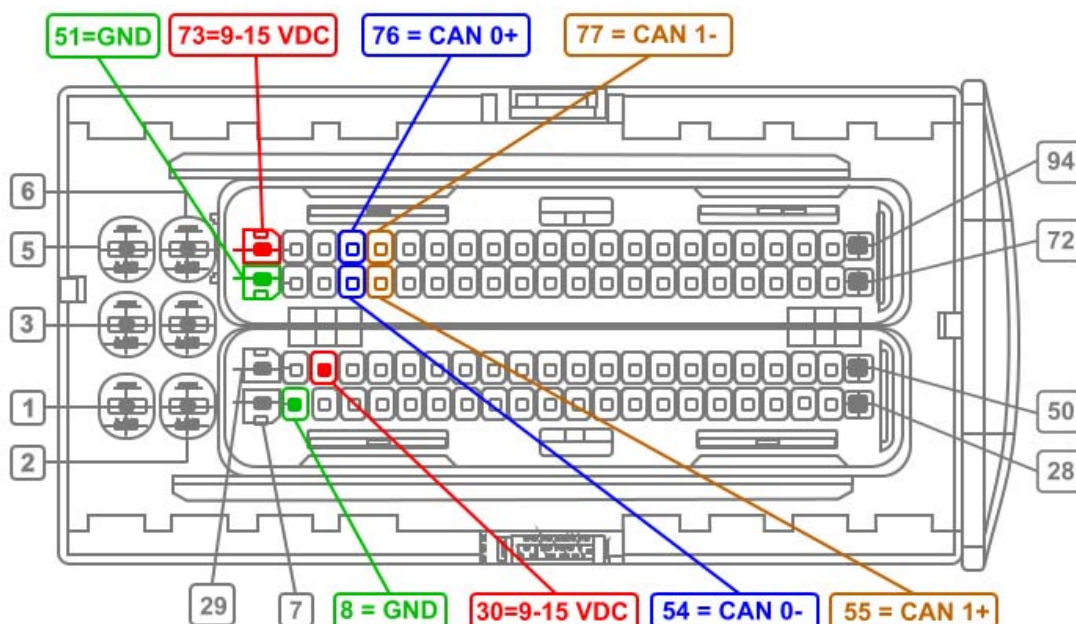 51=GND
73=9-15 VDC
76 = CAN 0+
77 = CAN 1-
6
94
5
72
3
1
50
2
28
29
7
8 = GND
30=9-15 VDC
54 = CAN 0-
55 = CAN 1+